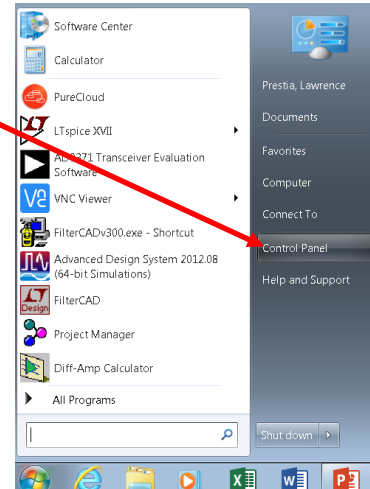 Software Center
Calculator
PureCloud
LTspice XVII
AD9371 Transceiver Evaluation
Software
VNC Viewer
FilterCADv300.exe - Shortcut
Advanced Design System 2012.08
(64-bit Simulations)
Design
FilterCAD
Project Manager
Diff-Amp Calculator
All Programs
Prestia, Lawrence
Documents
Favorites
Computer
Connect To
Control Panel
Help and Support
Shut down